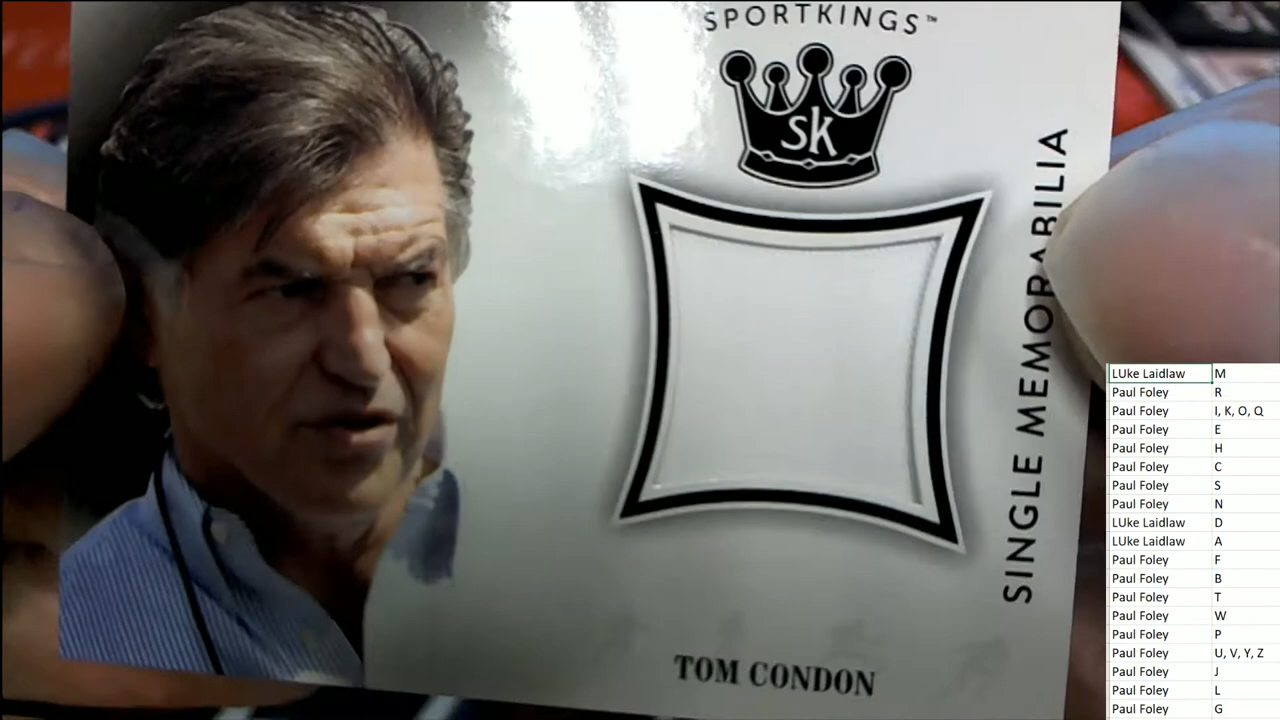 SPORTKINGS™
sk
SINGLE MEMORABILIA
TOM CONDON
LUke Laidlaw M
Paul Foley R
Paul Foley I, K, O, Q
Paul Foley E
Paul Foley H
Paul Foley C
Paul Foley S
Paul Foley N
LUke Laidlaw D
LUke Laidlaw A
Paul Foley F
Paul Foley B
Paul Foley T
Paul Foley W
Paul Foley P
Paul Foley U, V, Y, Z
Paul Foley J
Paul Foley L
Paul Foley G